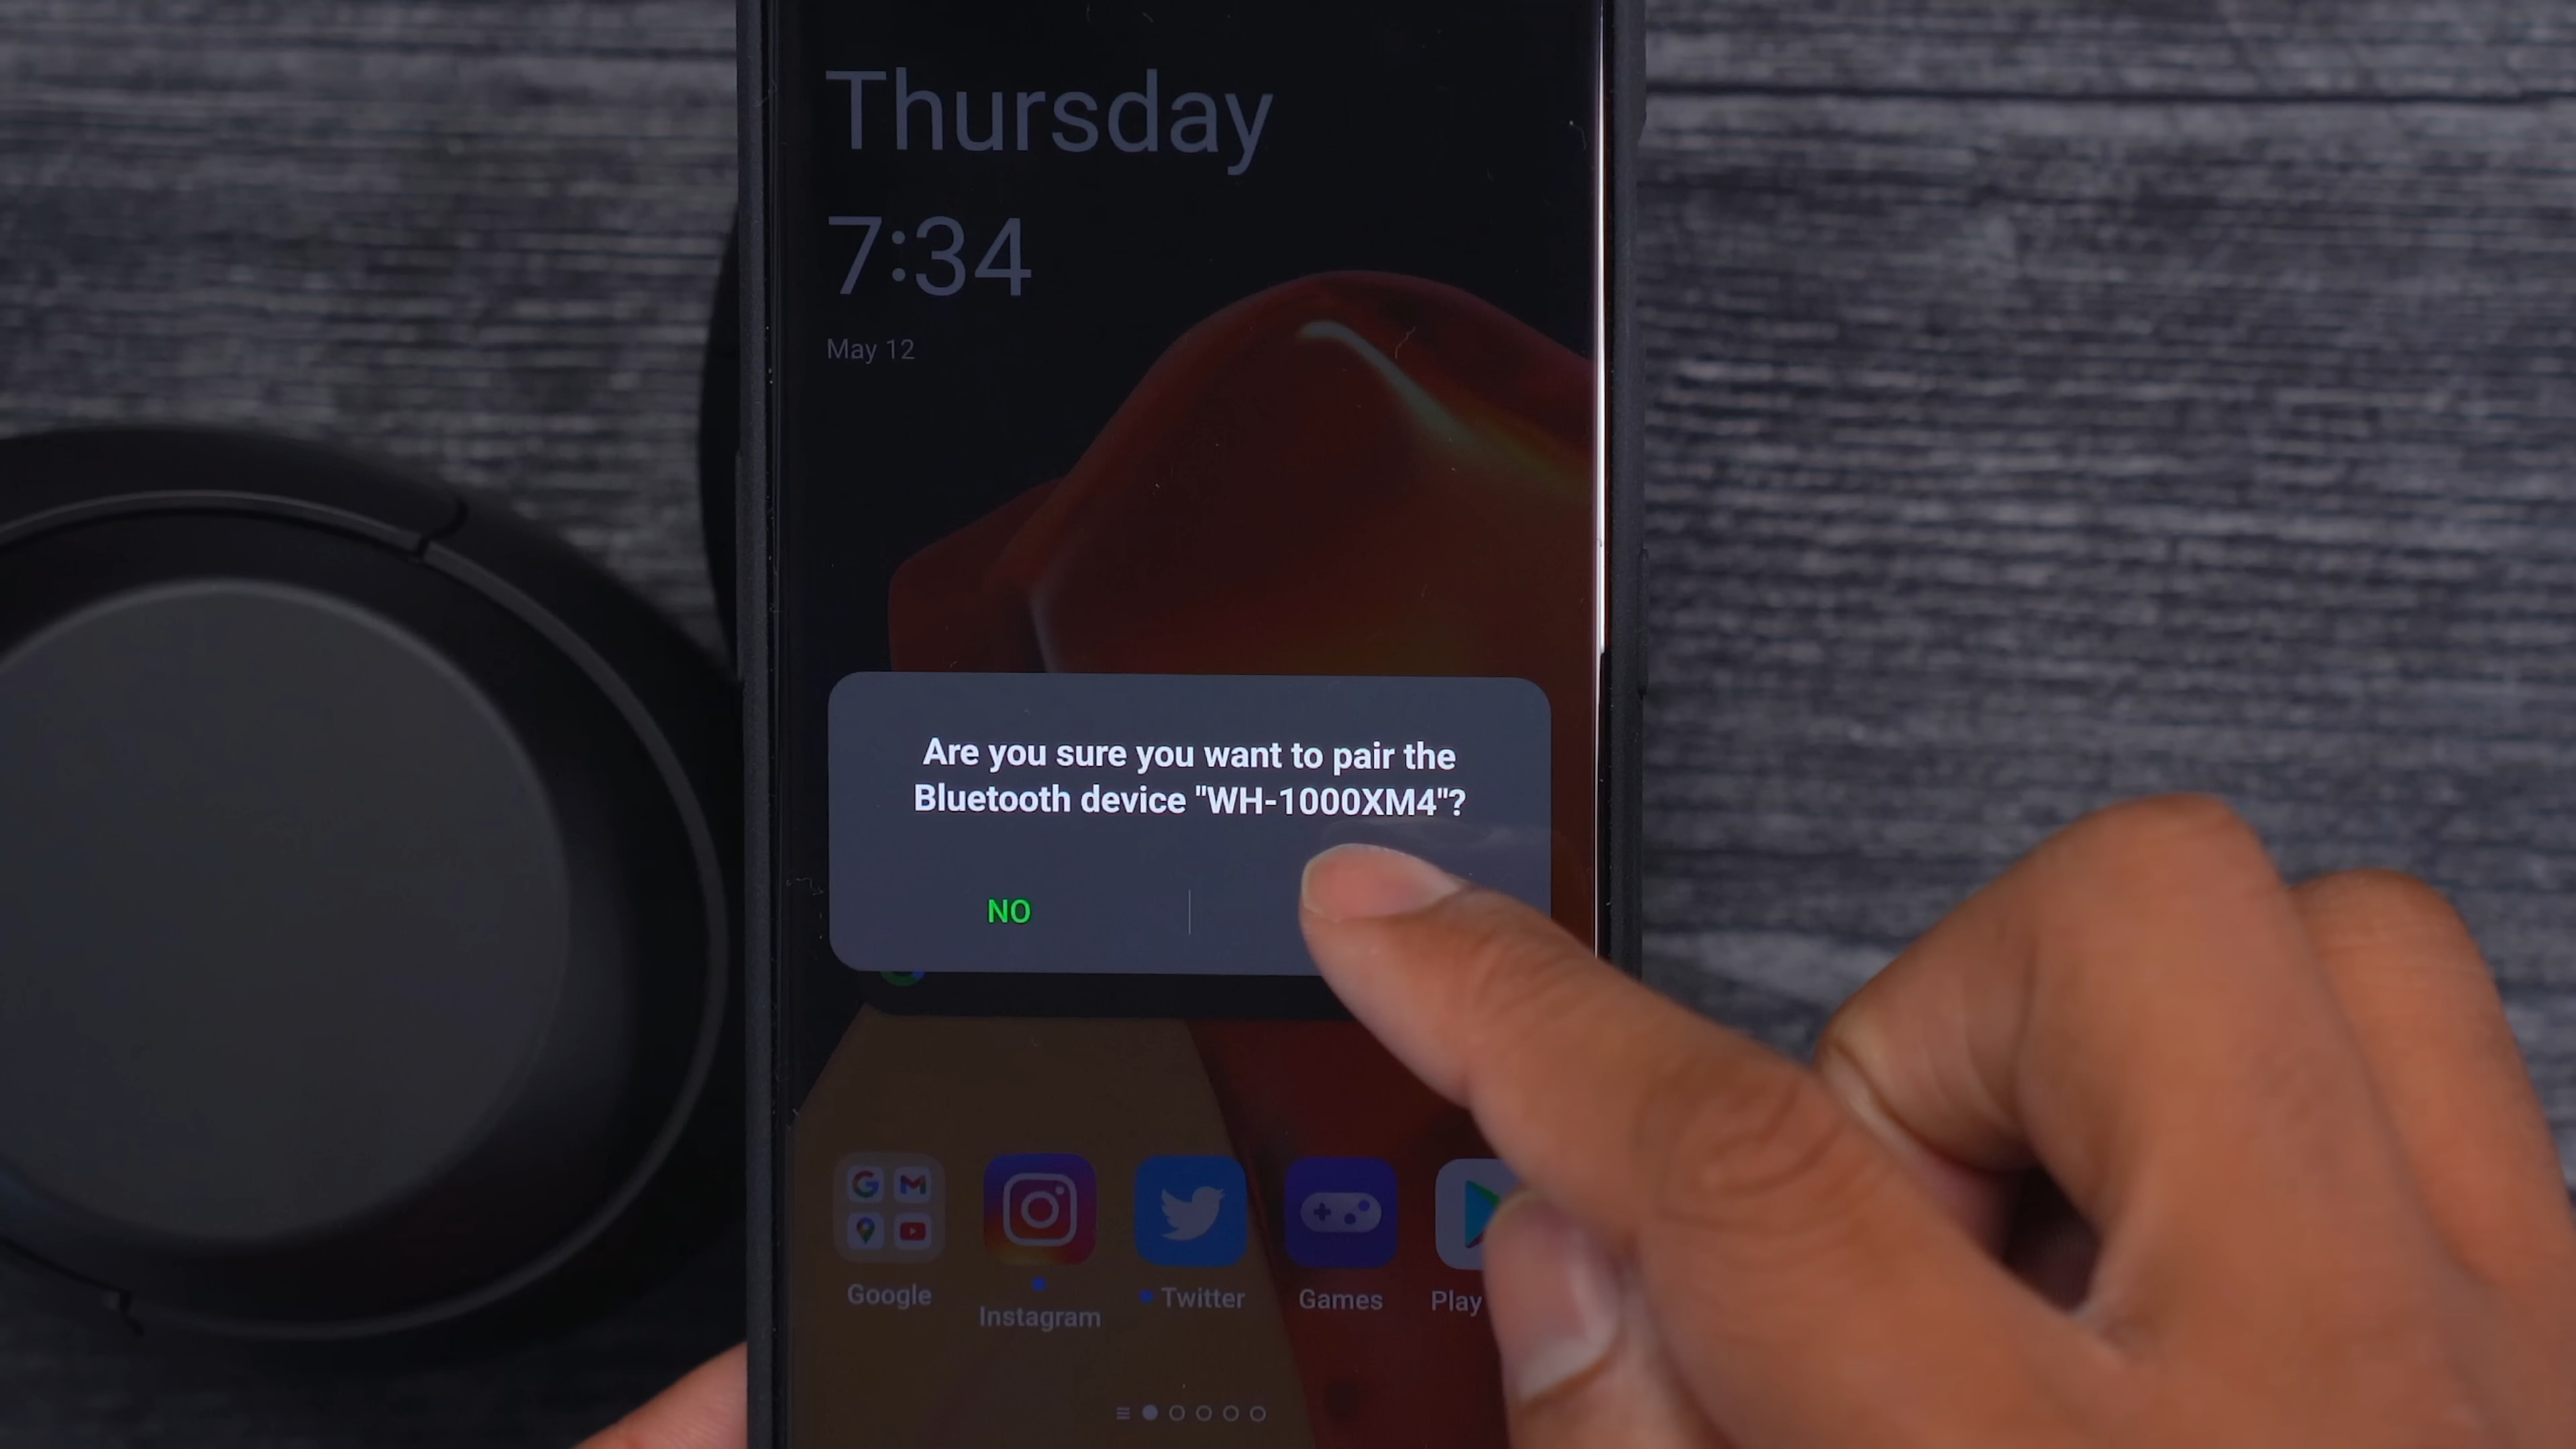 Thursday
7:34
May 12
Are you sure you want to pair the
Bluetooth device "WH-1000XM4"?
NO
Google
Instagram
Twitter
Games
Play